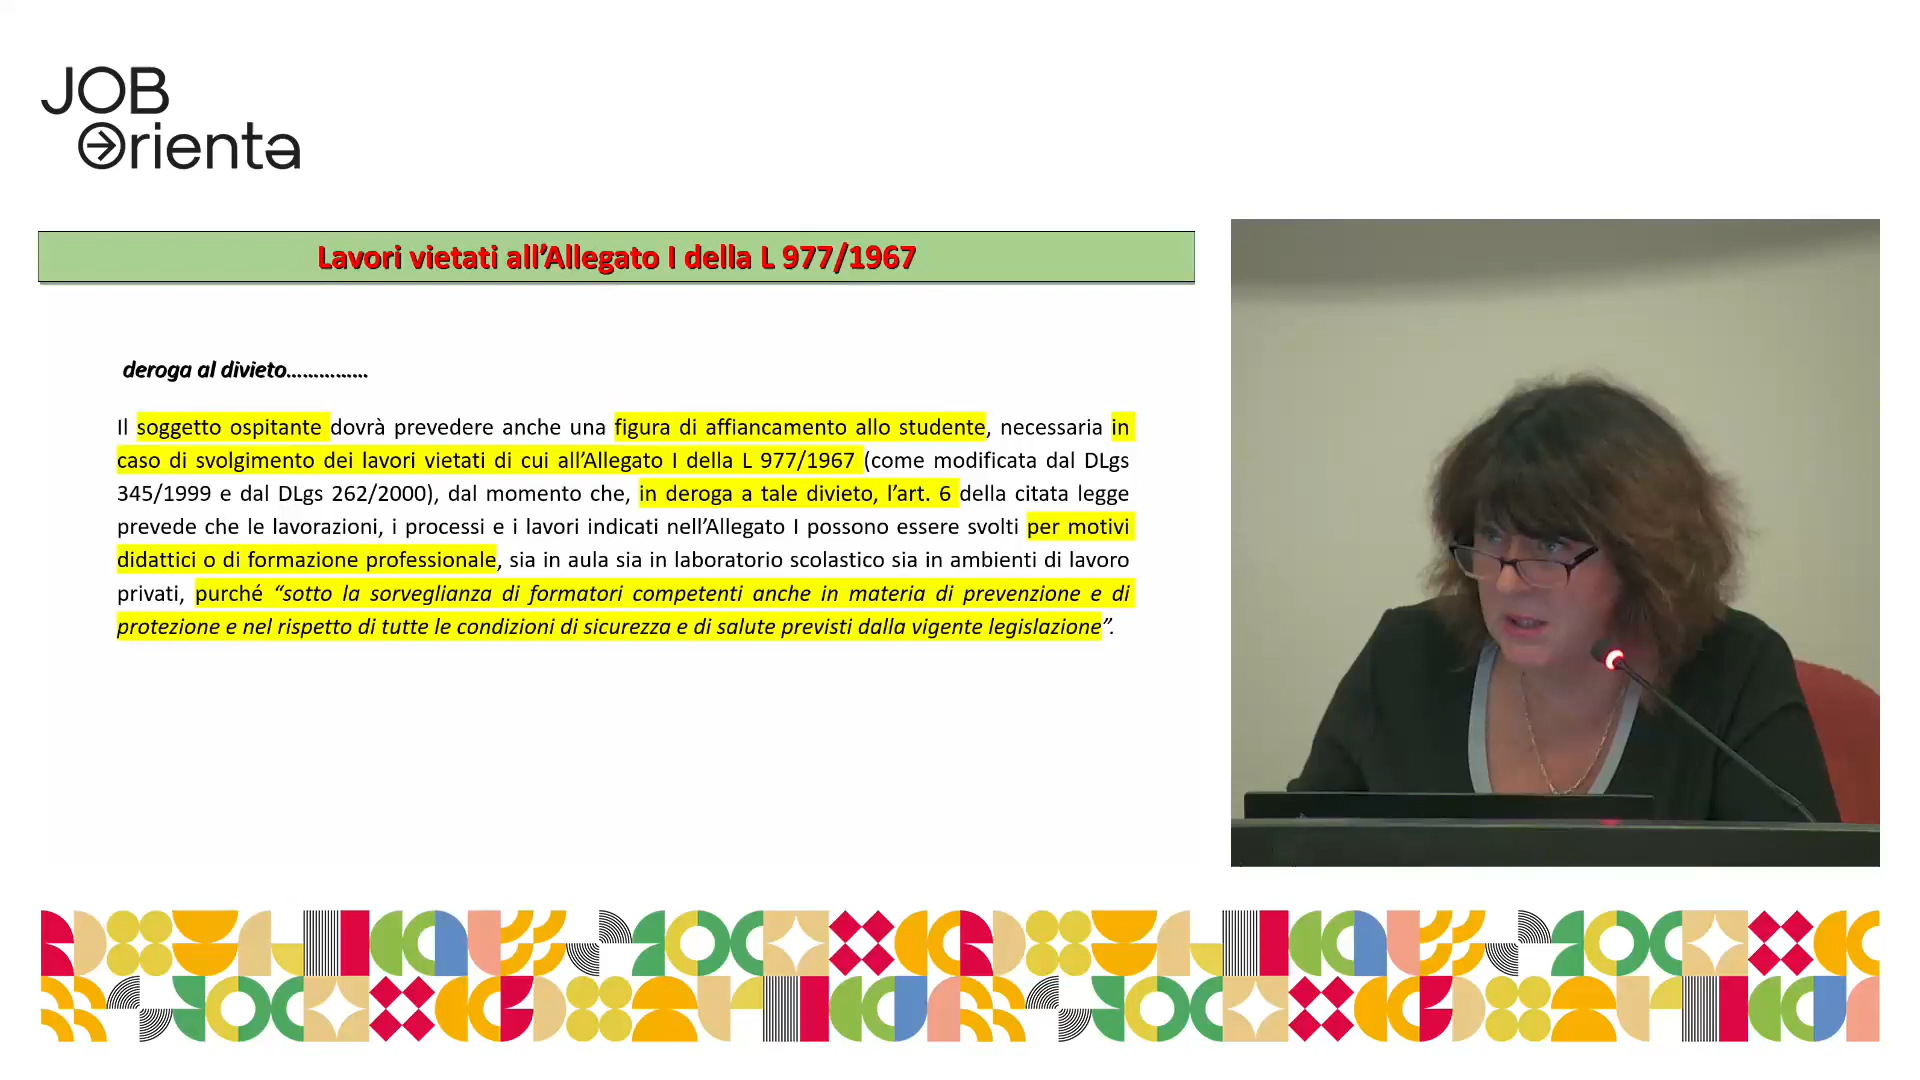 JOB
Orienta
Lavori vietati all’Allegato I della L 977/1967
deroga al divieto……………
Il soggetto ospitante dovrà prevedere anche una figura di affiancamento allo studente, necessaria in
caso di svolgimento dei lavori vietati di cui all’Allegato I della L 977/1967 (come modificata dal DLgs
345/1999 e dal DLgs 262/2000), dal momento che, in deroga a tale divieto, l’art. 6 della citata legge
prevede che le lavorazioni, i processi e i lavori indicati nell’Allegato I possono essere svolti per motivi
didattici o di formazione professionale, sia in aula sia in laboratorio scolastico sia in ambienti di lavoro
privati, purché “sotto la sorveglianza di formatori competenti anche in materia di prevenzione e di
protezione e nel rispetto di tutte le condizioni di sicurezza e di salute previsti dalla vigente legislazione”.